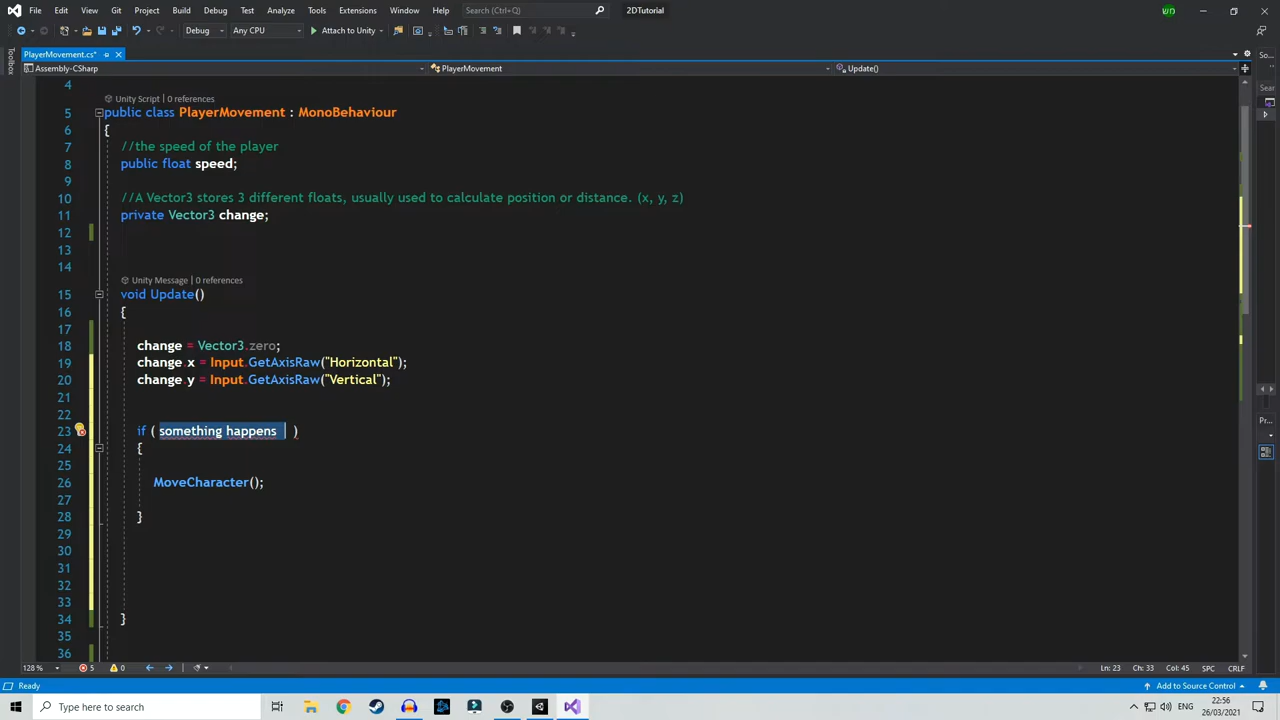 File Edit View Git Project Build Debug Test Analyze Tools Extensions Window Help Search (Ctrl+Q) 2DTutorial
Debug Any CPU Attach to Unity
PlayerMovement.cs*
Toolbox
Assembly-CSharp PlayerMovement Update()
4
Unity Script | 0 references
5 public class PlayerMovement : MonoBehaviour
6 {
7 //the speed of the player
8 public float speed;
9
10 //A Vector3 stores 3 different floats, usually used to calculate position or distance. (x, y, z)
11 private Vector3 change;
12
13
14
Unity Message | 0 references
15 void Update()
16 {
17
18 change = Vector3.zero;
19 change.x = Input.GetAxisRaw("Horizontal");
20 change.y = Input.GetAxisRaw("Vertical");
21
22
23 if ( something happens )
24 {
25
26 MoveCharacter();
27
28 }
29
30
31
32
33
34 }
35
36
So...
Sear
Pr...
128 % 5 0 Ln: 23 Ch: 33 Col: 45 SPC CRLF
Ready Add to Source Control
Type here to search ENG 22:56
26/03/2021